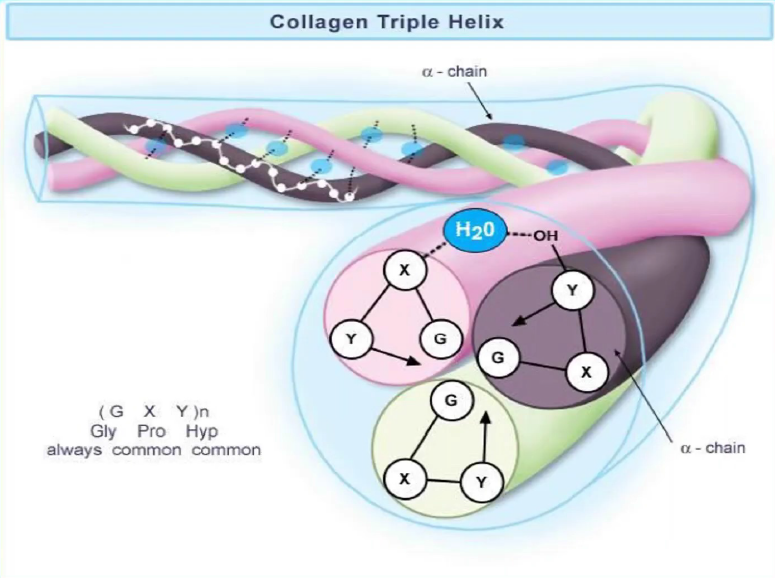 Collagen Triple Helix
α - chain
H20
OH
X
Y
Y
G
G
X
G
X
Y
( G X Y )n
Gly Pro Hyp
always common common
α - chain